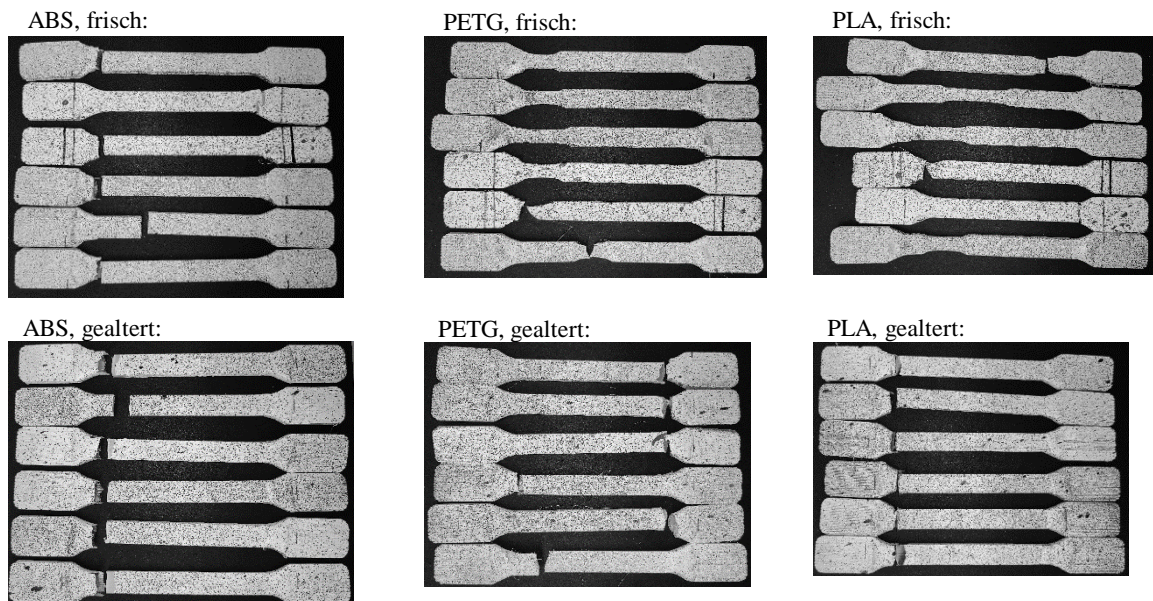 ABS, frisch:
PETG, frisch:
PLA, frisch:
ABS, gealtert:
PETG, gealtert:
PLA, gealtert: